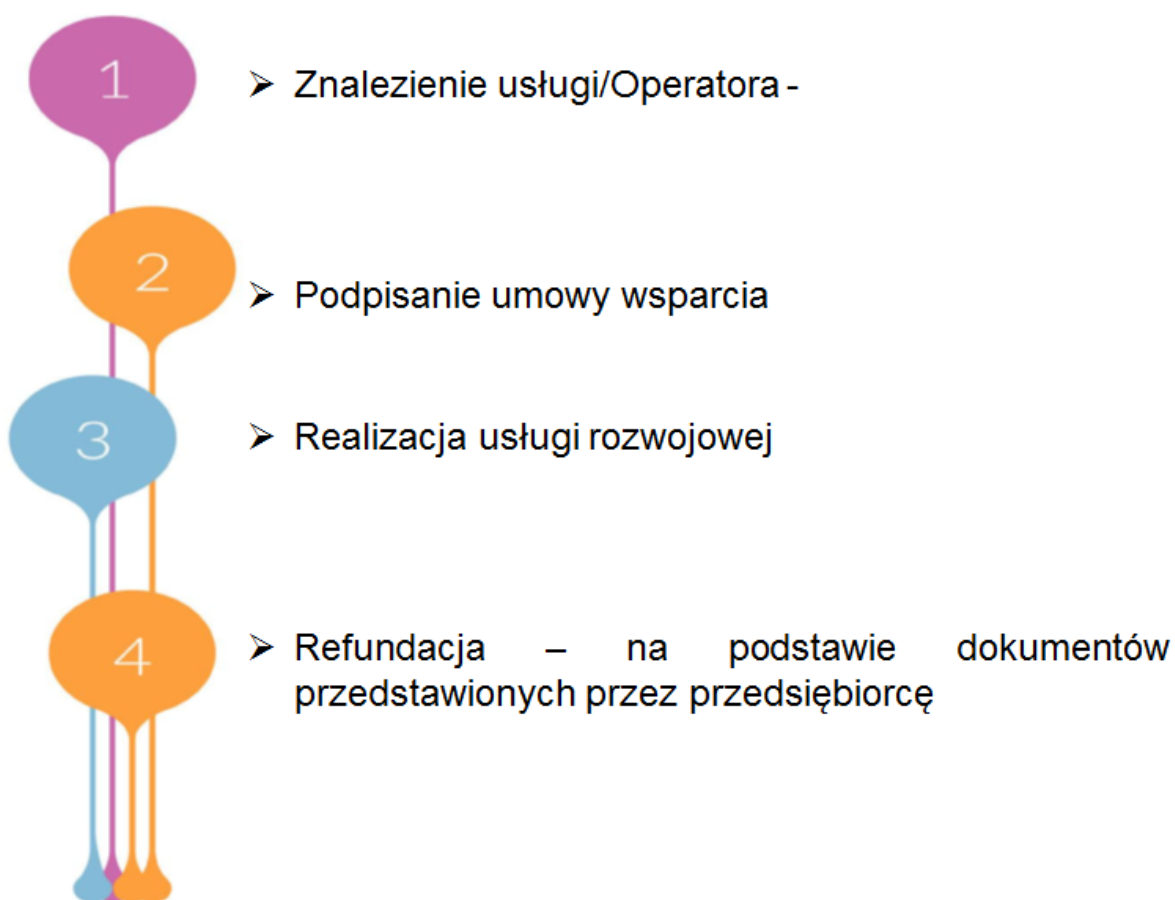 1
➢ Znalezienie usługi/Operatora -
2
➢ Podpisanie umowy wsparcia
3
➢ Realizacja usługi rozwojowej
4
➢ Refundacja – na podstawie dokumentów
przedstawionych przez przedsiębiorcę